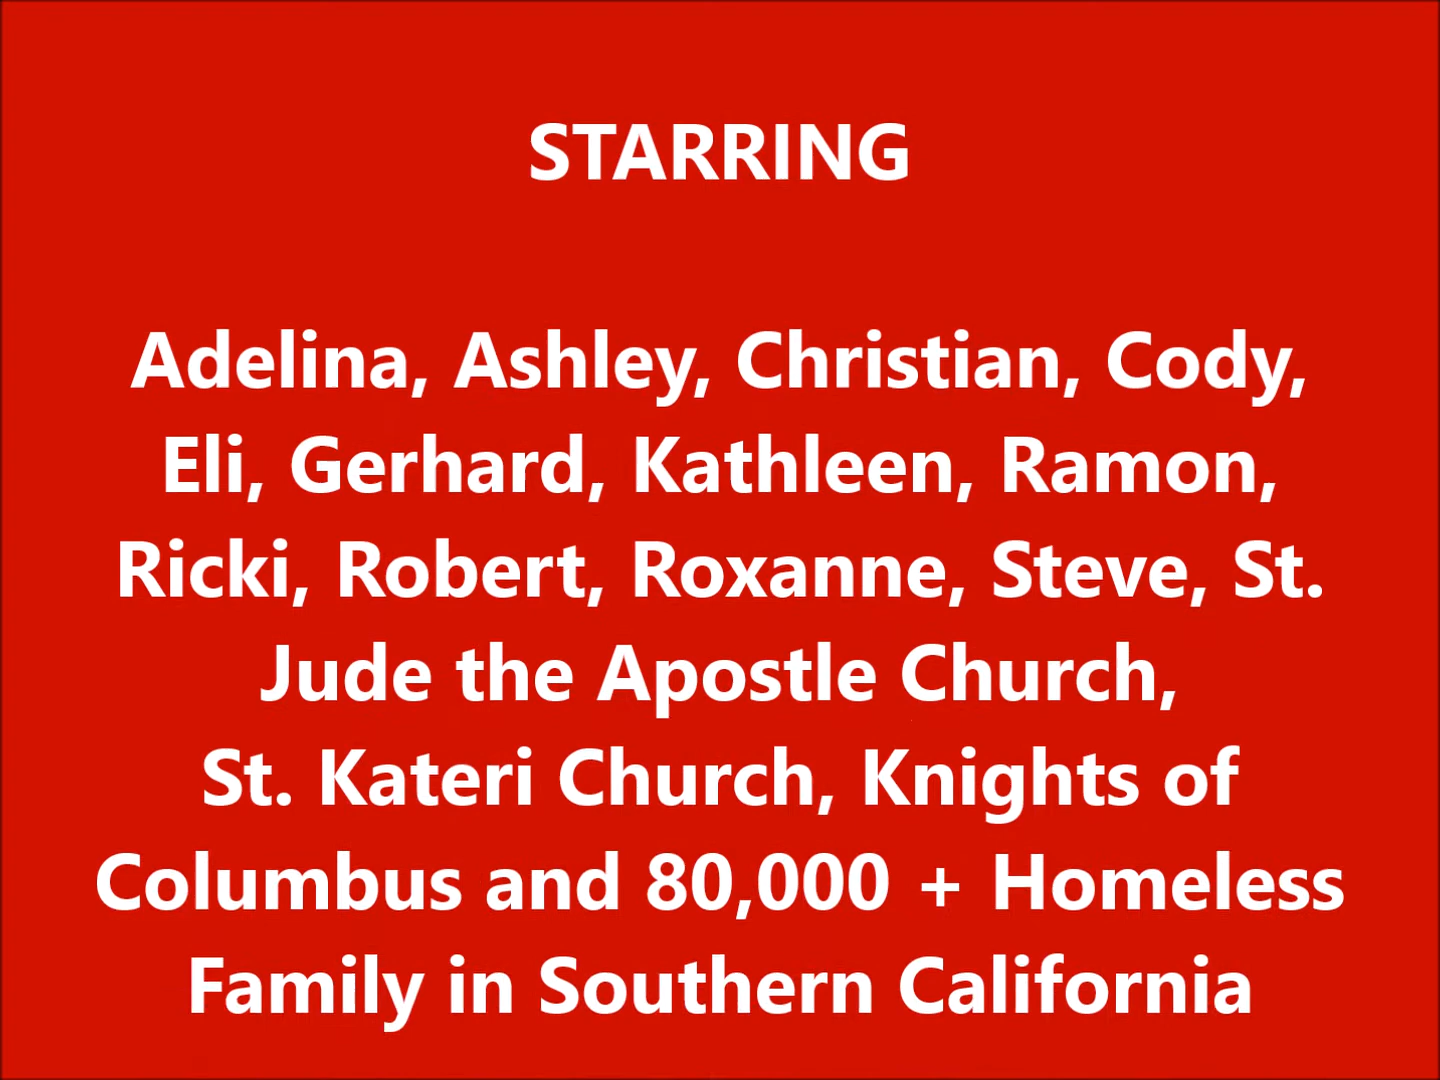 STARRING
Adelina, Ashley, Christian, Cody,
Eli, Gerhard, Kathleen, Ramon,
Ricki, Robert, Roxanne, Steve, St.
Jude the Apostle Church,
St. Kateri Church, Knights of
Columbus and 80,000 + Homeless
Family in Southern California